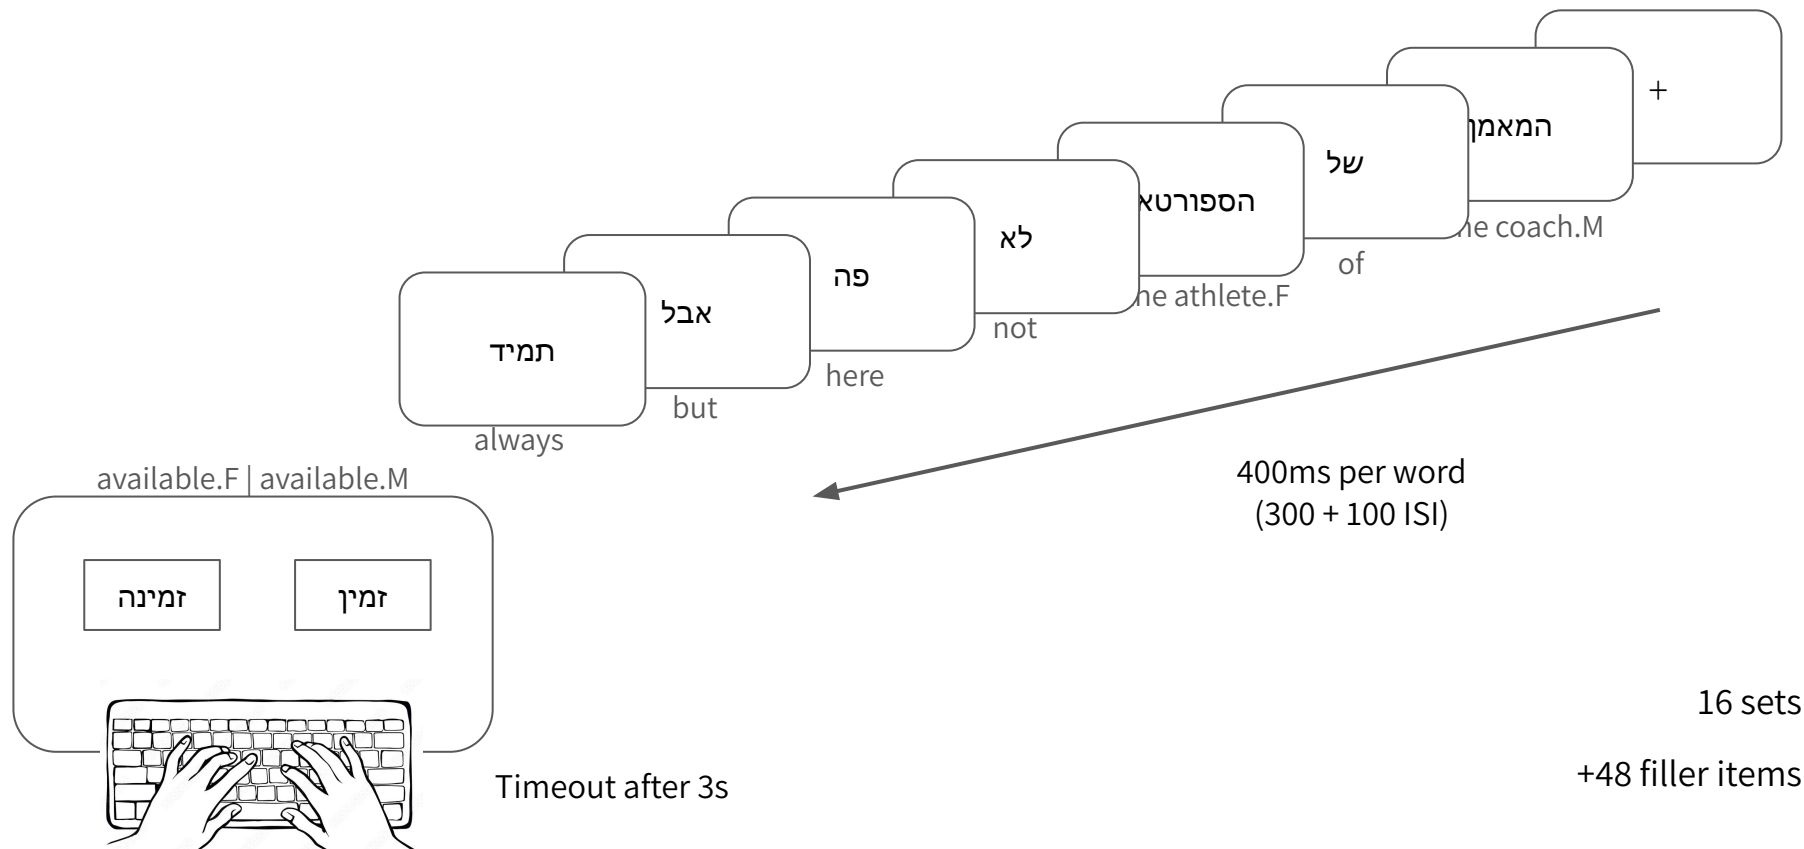 +
המאמן
he coach.M
של
of
הספורטא
he athlete.F
לא
not
פה
here
אבל
but
תמיד
always
available.F | available.M
זמינה
זמין
400ms per word
(300 + 100 ISI)
Timeout after 3s
16 sets
+48 filler items